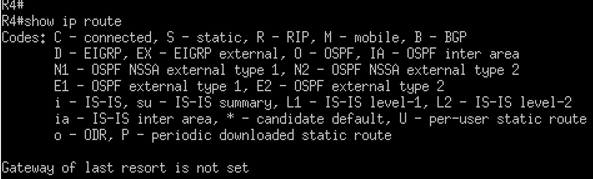 R4#
R4#show ip route
Codes: C - connected, S - static, R - RIP, M - mobile, B - BGP
D - EIGRP, EX - EIGRP external, O - OSPF, IA - OSPF inter area
N1 - OSPF NSSA external type 1, N2 - OSPF NSSA external type 2
E1 - OSPF external type 1, E2 - OSPF external type 2
i - IS-IS, su - IS-IS summary, L1 - IS-IS level-1, L2 - IS-IS level-2
ia - IS-IS inter area, * - candidate default, U - per-user static route
o - ODR, P - periodic downloaded static route
Gateway of last resort is not set